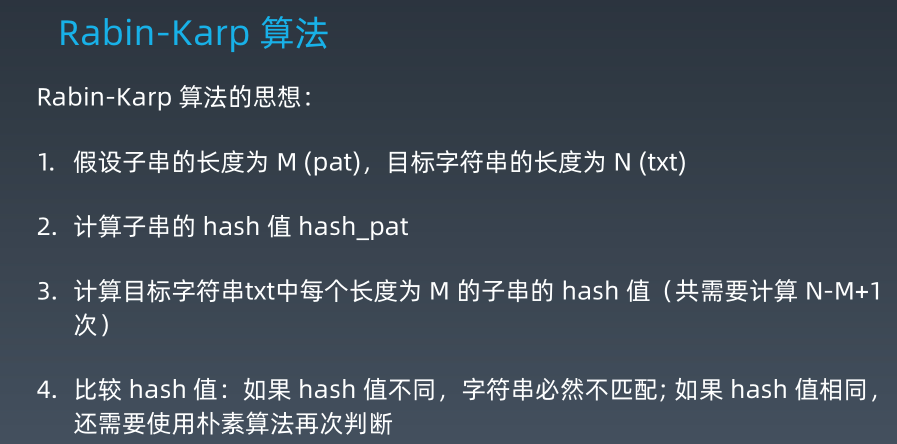 Rabin-Karp 算法
Rabin-Karp 算法的思想：
1. 假设子串的长度为 M (pat)，目标字符串的长度为 N (txt)
2. 计算子串的 hash 值 hash_pat
3. 计算目标字符串txt中每个长度为 M 的子串的 hash 值（共需要计算 N-M+1
次）
4. 比较 hash 值：如果 hash 值不同，字符串必然不匹配; 如果 hash 值相同，
还需要使用朴素算法再次判断